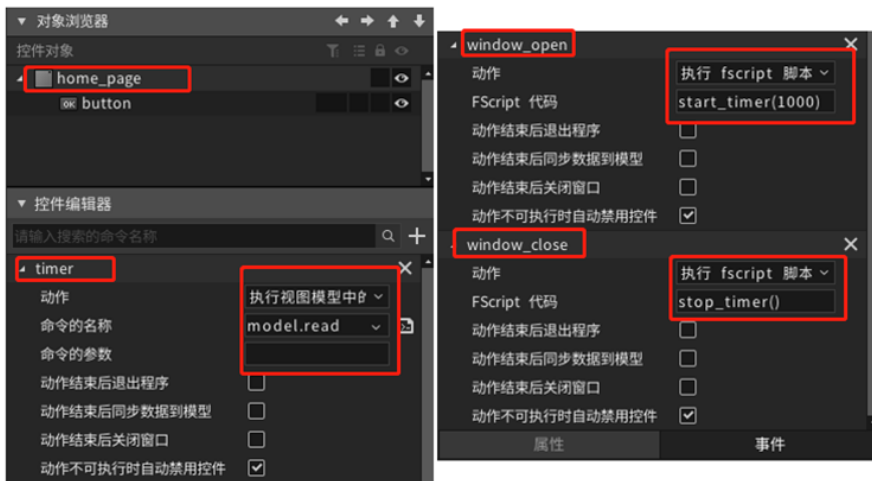 对象浏览器
控件对象
home_page
OK button
控件编辑器
请输入搜索的命令名称
timer
动作 执行视图模型中的
命令的名称 model.read
命令的参数
动作结束后退出程序
动作结束后同步数据到模型
动作结束后关闭窗口
动作不可执行时自动禁用控件
window_open
动作 执行 fscript 脚本
FScript 代码 start_timer(1000)
动作结束后退出程序
动作结束后同步数据到模型
动作结束后关闭窗口
动作不可执行时自动禁用控件
window_close
动作 执行 fscript 脚本
FScript 代码 stop_timer()
动作结束后退出程序
动作结束后同步数据到模型
动作结束后关闭窗口
动作不可执行时自动禁用控件
属性 事件